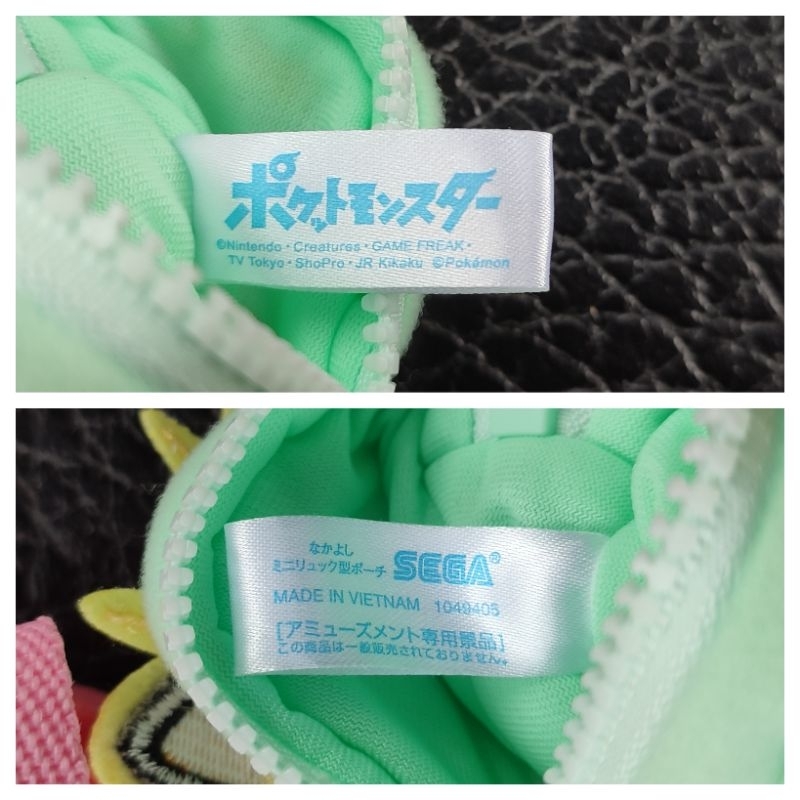 ポケットモンスター
©Nintendo・Creatures・GAME FREAK・
TV Tokyo・ShoPro・JR Kikaku ©Pokémon
なかよし
ミニリュック型ポーチ SEGA®
MADE IN VIETNAM 1049405
[アミューズメント専用景品]
この商品は一般販売されておりません。